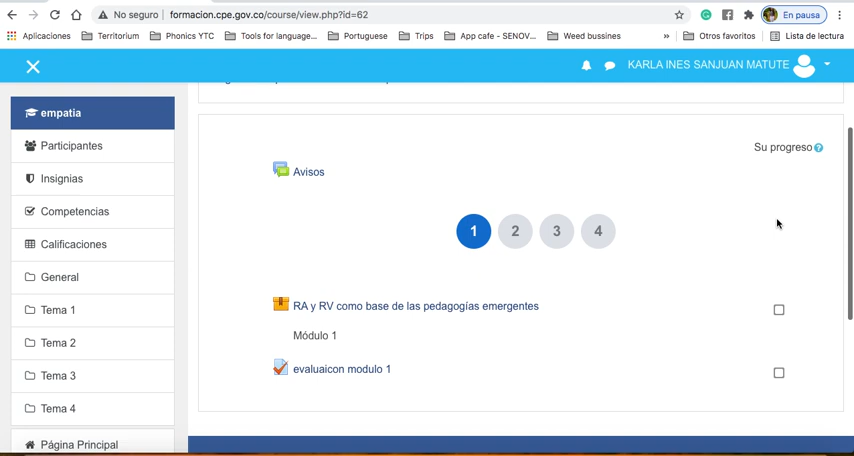 No seguro | formacion.cpe.gov.co/course/view.php?id=62
En pausa
Aplicaciones Territorium Phonics YTC Tools for language... Portuguese Trips App cafe - SENOV... Weed bussines » Otros favoritos Lista de lectura
KARLA INES SANJUAN MATUTE
empatia
Participantes
Insignias
Competencias
Calificaciones
General
Tema 1
Tema 2
Tema 3
Tema 4
Página Principal
Su progreso
Avisos
1 2 3 4
RA y RV como base de las pedagogías emergentes
Módulo 1
evaluaicon modulo 1